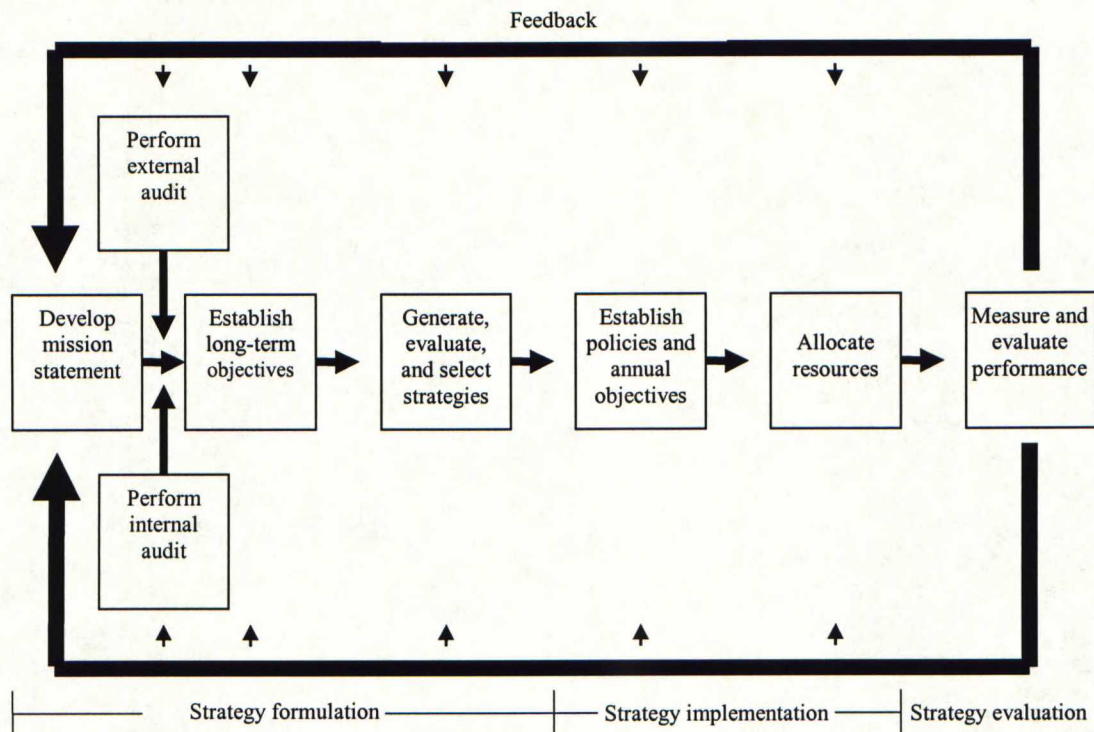 Feedback
Perform
external
audit
Develop
mission
statement
Establish
long-term
objectives
Generate,
evaluate,
and select
strategies
Establish
policies and
annual
objectives
Allocate
resources
Measure and
evaluate
performance
Perform
internal
audit
Strategy formulation
Strategy implementation
Strategy evaluation